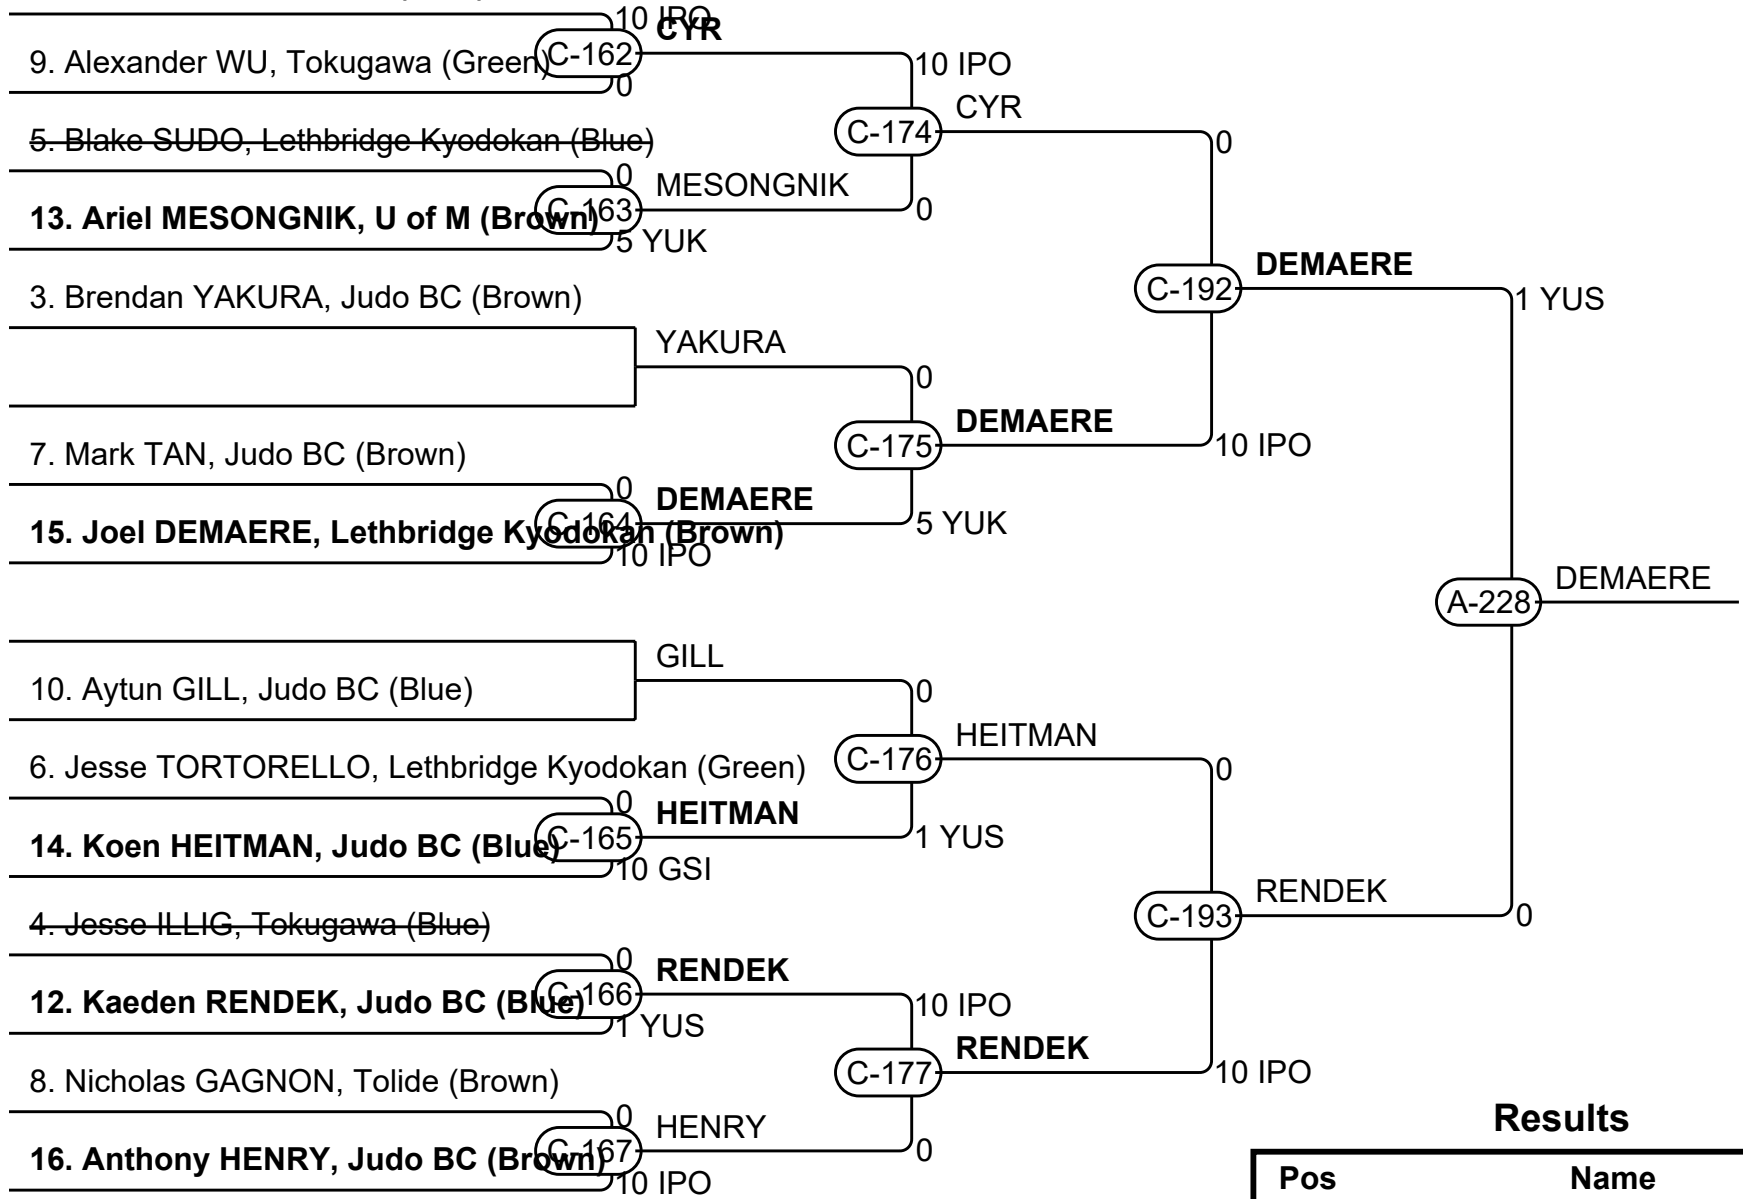 10 IPO
CYR
9. Alexander WU, Tokugawa (Green)
C-162
10 IPO
0
CYR
5. Blake SUDO, Lethbridge Kyodokan (Blue)
C-174
0
0
MESONGNIK
13. Ariel MESONGNIK, U of M (Brown)
C-163
0
5 YUK
DEMAERE
3. Brendan YAKURA, Judo BC (Brown)
C-192
1 YUS
YAKURA
0
DEMAERE
7. Mark TAN, Judo BC (Brown)
C-175
10 IPO
0
DEMAERE
15. Joel DEMAERE, Lethbridge Kyodokan (Brown)
C-164
5 YUK
10 IPO
DEMAERE
A-228
GILL
10. Aytun GILL, Judo BC (Blue)
0
HEITMAN
6. Jesse TORTORELLO, Lethbridge Kyodokan (Green)
C-176
0
0
HEITMAN
14. Koen HEITMAN, Judo BC (Blue)
C-165
1 YUS
10 GSI
RENDEK
4. Jesse ILLIG, Tokugawa (Blue)
C-193
0
0
RENDEK
12. Kaeden RENDEK, Judo BC (Blue)
C-166
10 IPO
1 YUS
RENDEK
8. Nicholas GAGNON, Tolide (Brown)
C-177
10 IPO
0
HENRY
16. Anthony HENRY, Judo BC (Brown)
C-167
0
10 IPO
Results
Pos Name